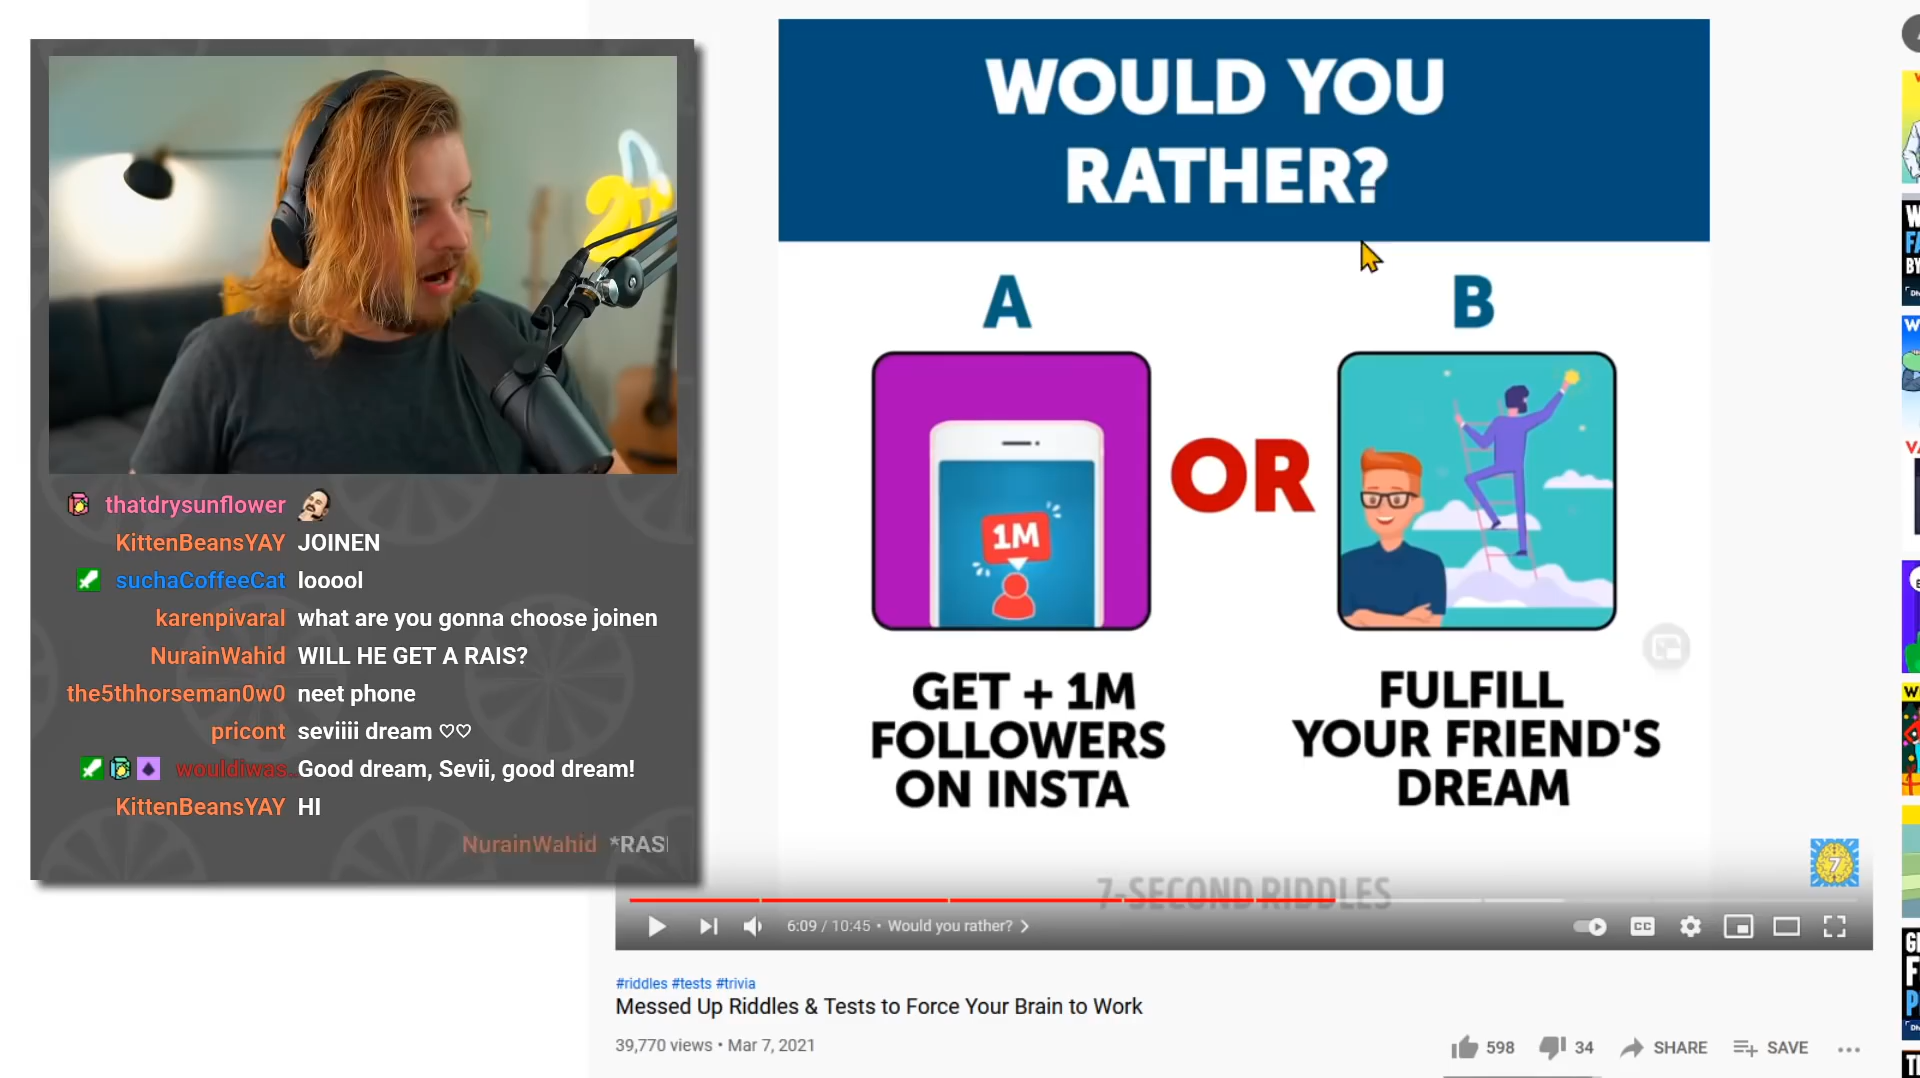 WOULD YOU
RATHER?
A
B
1M
OR
GET + 1M
FOLLOWERS
ON INSTA
FULFILL
YOUR FRIEND'S
DREAM
7-SECOND RIDDLES
7
thatdrysunflower
KittenBeansYAY JOINEN
suchaCoffeeCat looool
karenpivaral what are you gonna choose joinen
NurainWahid WILL HE GET A RAIS?
the5thhorseman0w0 neet phone
pricont seviiii dream ♡♡
wouldiwas... Good dream, Sevii, good dream!
KittenBeansYAY HI
NurainWahid *RAS
6:09 / 10:45 • Would you rather?
CC
#riddles #tests #trivia
Messed Up Riddles & Tests to Force Your Brain to Work
39,770 views • Mar 7, 2021
598 34 SHARE SAVE